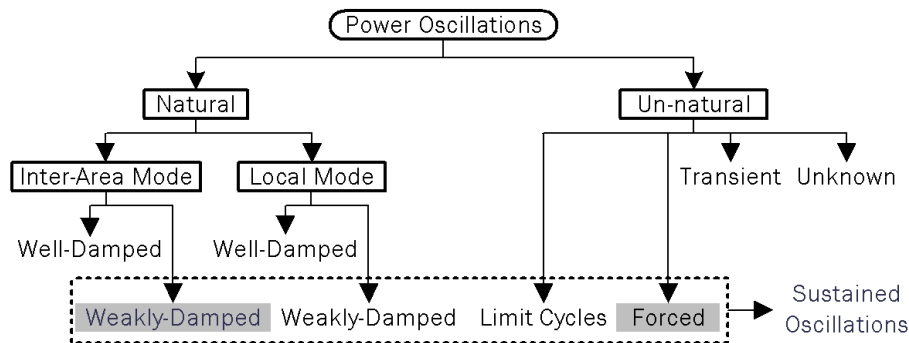 Power Oscillations
Natural
Un-natural
Inter-Area Mode
Local Mode
Transient
Unknown
Well-Damped
Well-Damped
Weakly-Damped
Weakly-Damped
Limit Cycles
Forced
Sustained
Oscillations